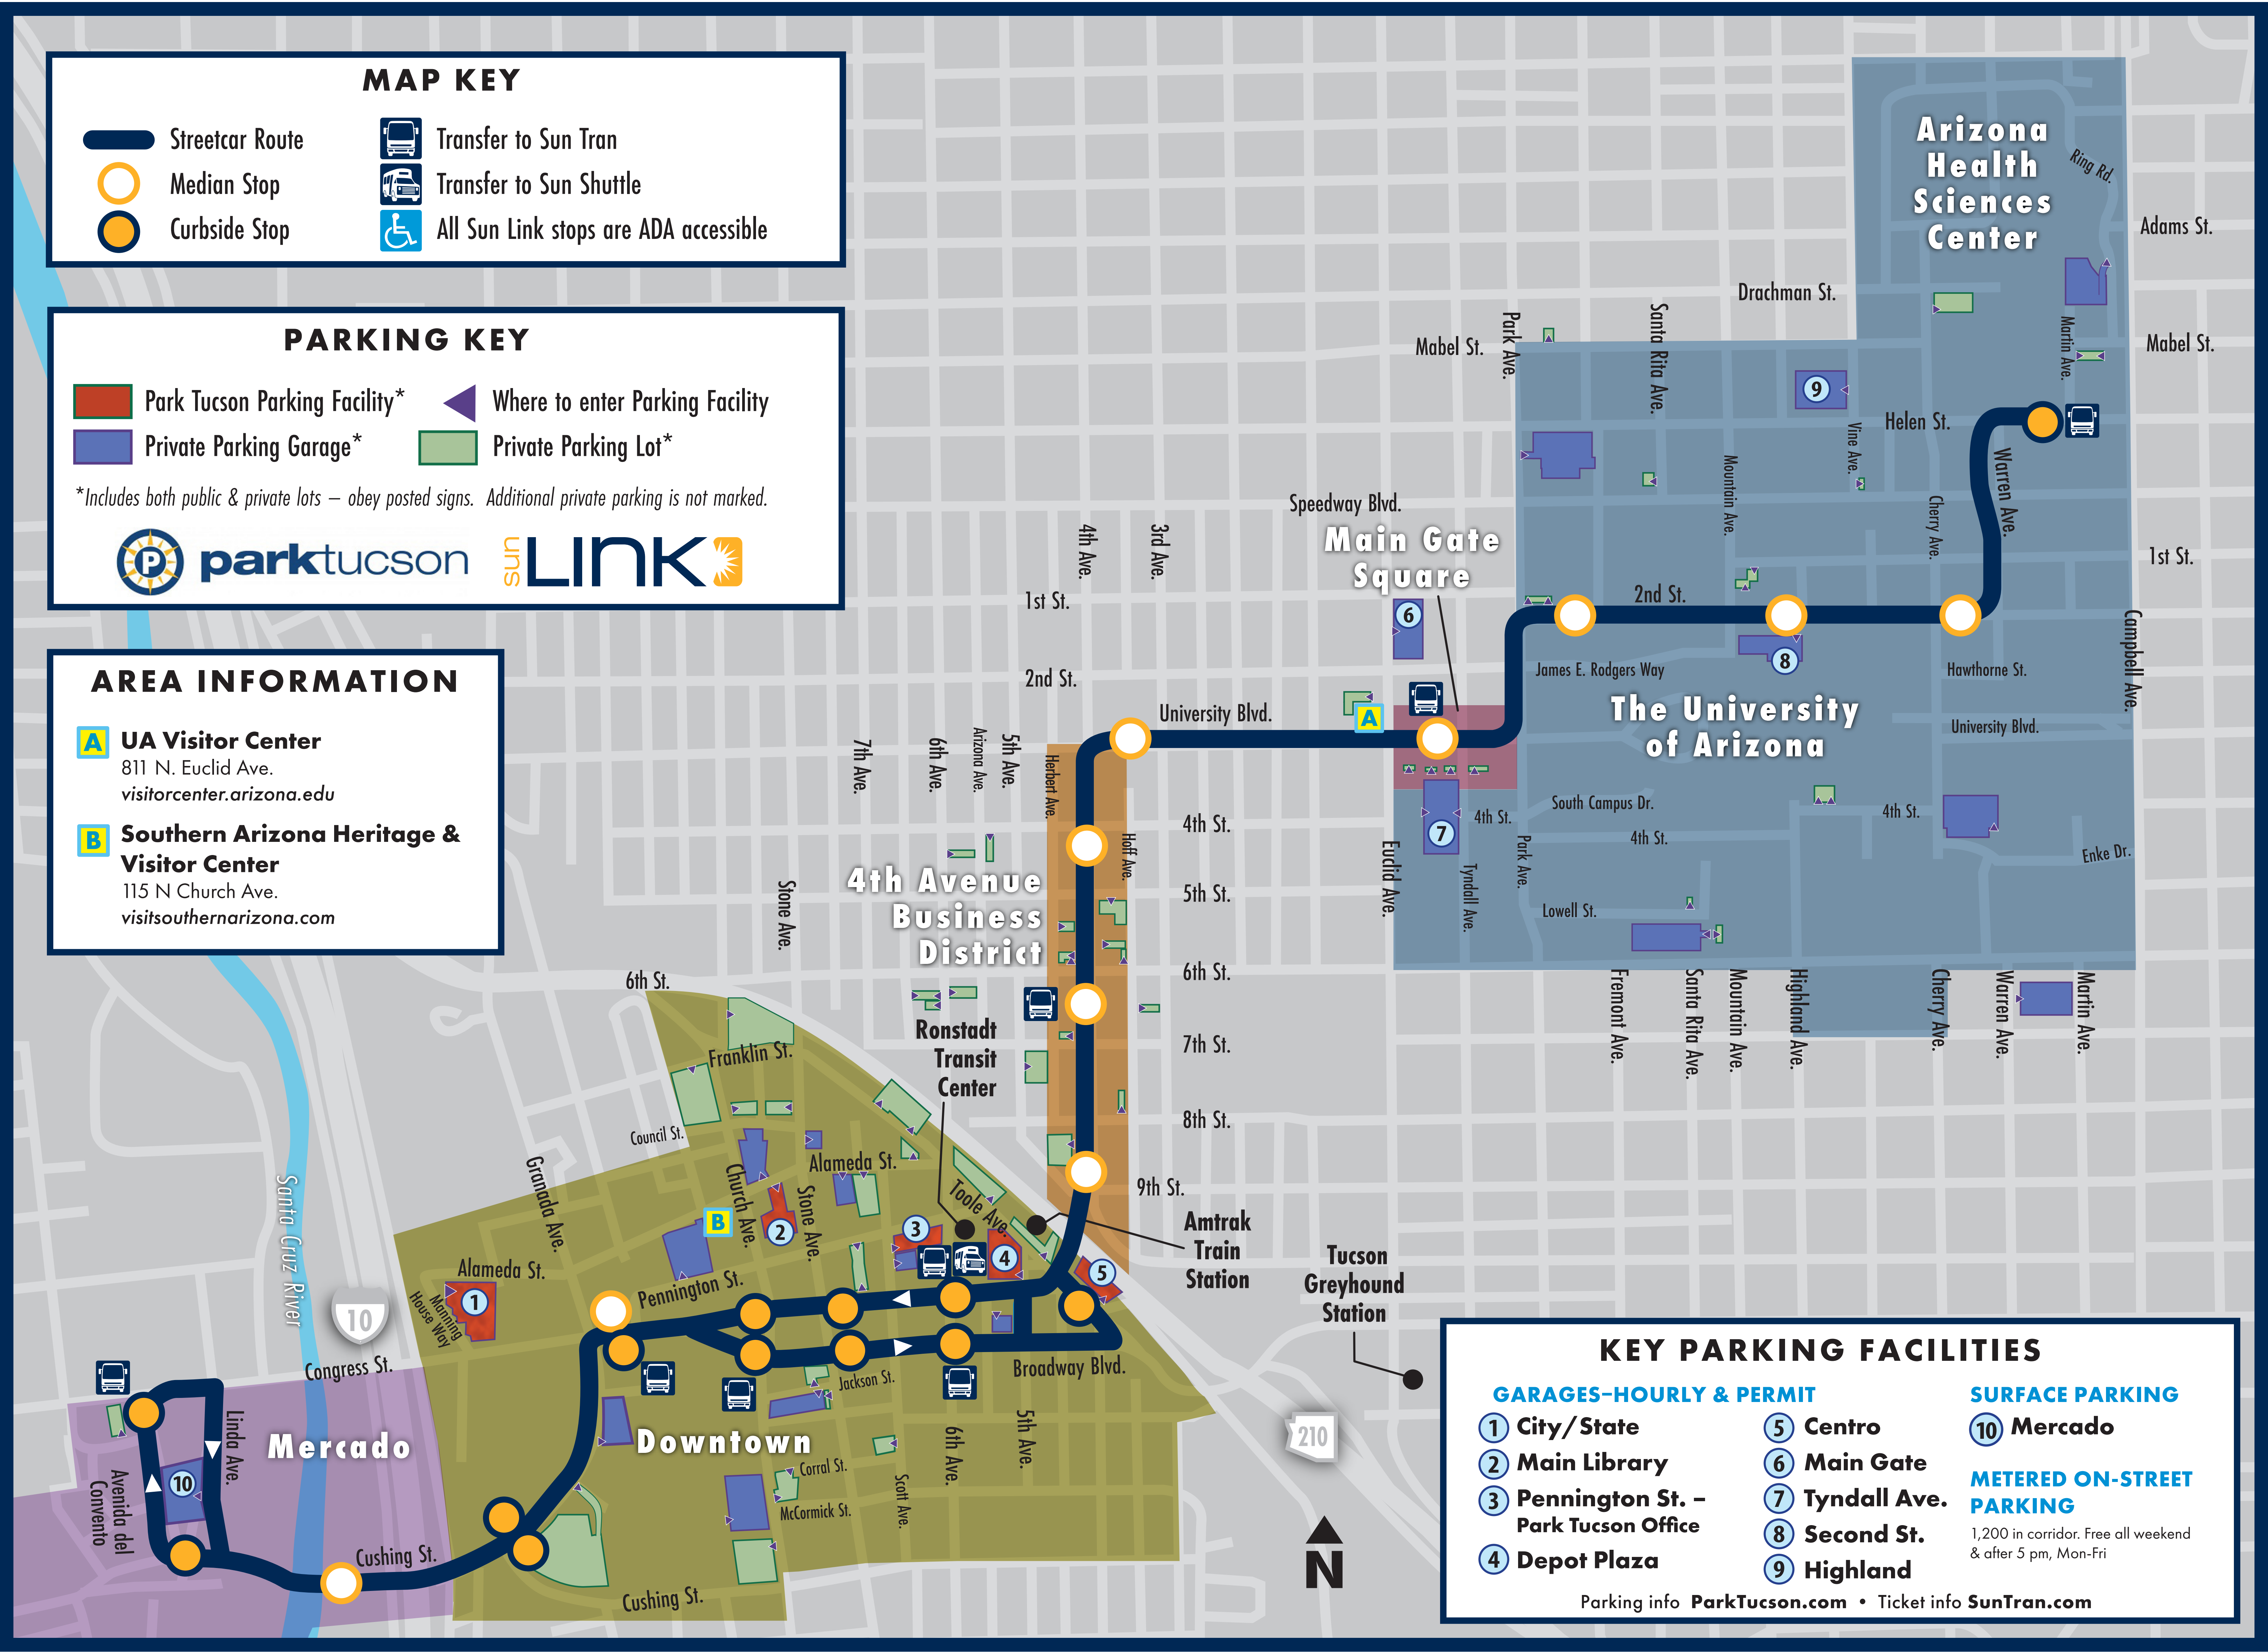 MAP KEY
Streetcar Route
Median Stop
Curbside Stop
Transfer to Sun Tran
Transfer to Sun Shuttle
All Sun Link stops are ADA accessible
PARKING KEY
Park Tucson Parking Facility*
Where to enter Parking Facility
Private Parking Garage*
Private Parking Lot*
*Includes both public & private lots – obey posted signs. Additional private parking is not marked.
P parktucson
sun LINK
AREA INFORMATION
A UA Visitor Center
811 N. Euclid Ave.
visitorcenter.arizona.edu
B Southern Arizona Heritage &
Visitor Center
115 N Church Ave.
visitsouthernarizona.com
Arizona
Health
Sciences
Center
Ring Rd.
Adams St.
Drachman St.
Mabel St.
Park Ave.
Santa Rita Ave.
Martin Ave.
Mabel St.
9
Helen St.
Vine Ave.
Mountain Ave.
Warren Ave.
Cherry Ave.
Speedway Blvd.
Main Gate
Square
4th Ave.
3rd Ave.
1st St.
1st St.
2nd St.
6
8
Campbell Ave.
2nd St.
James E. Rodgers Way
Hawthorne St.
The University
of Arizona
University Blvd.
University Blvd.
A
7th Ave.
6th Ave.
Arizona Ave.
5th Ave.
Herbert Ave.
Hoff Ave.
4th St.
7
4th St.
South Campus Dr.
4th St.
4th St.
Enke Dr.
Euclid Ave.
Tyndall Ave.
Park Ave.
Lowell St.
4th Avenue
Business
District
Stone Ave.
5th St.
6th St.
6th St.
Fremont Ave.
Santa Rita Ave.
Mountain Ave.
Highland Ave.
Cherry Ave.
Warren Ave.
Martin Ave.
Ronstadt
Transit
Center
7th St.
Franklin St.
8th St.
Council St.
Alameda St.
Granada Ave.
Church Ave.
Stone Ave.
Toole Ave.
9th St.
Santa Cruz River
B
2
3
4
5
Amtrak
Train
Station
Tucson
Greyhound
Station
Alameda St.
1
Manning
House Way
Pennington St.
10
Congress St.
Broadway Blvd.
Jackson St.
Linda Ave.
Mercado
Downtown
10
Avenida del
Convento
6th Ave.
5th Ave.
Corral St.
McCormick St.
Scott Ave.
210
Cushing St.
Cushing St.
N
KEY PARKING FACILITIES
GARAGES–HOURLY & PERMIT
1 City/State
2 Main Library
3 Pennington St. –
Park Tucson Office
4 Depot Plaza
5 Centro
6 Main Gate
7 Tyndall Ave.
8 Second St.
9 Highland
SURFACE PARKING
10 Mercado
METERED ON-STREET
PARKING
1,200 in corridor. Free all weekend
& after 5 pm, Mon-Fri
Parking info ParkTucson.com • Ticket info SunTran.com